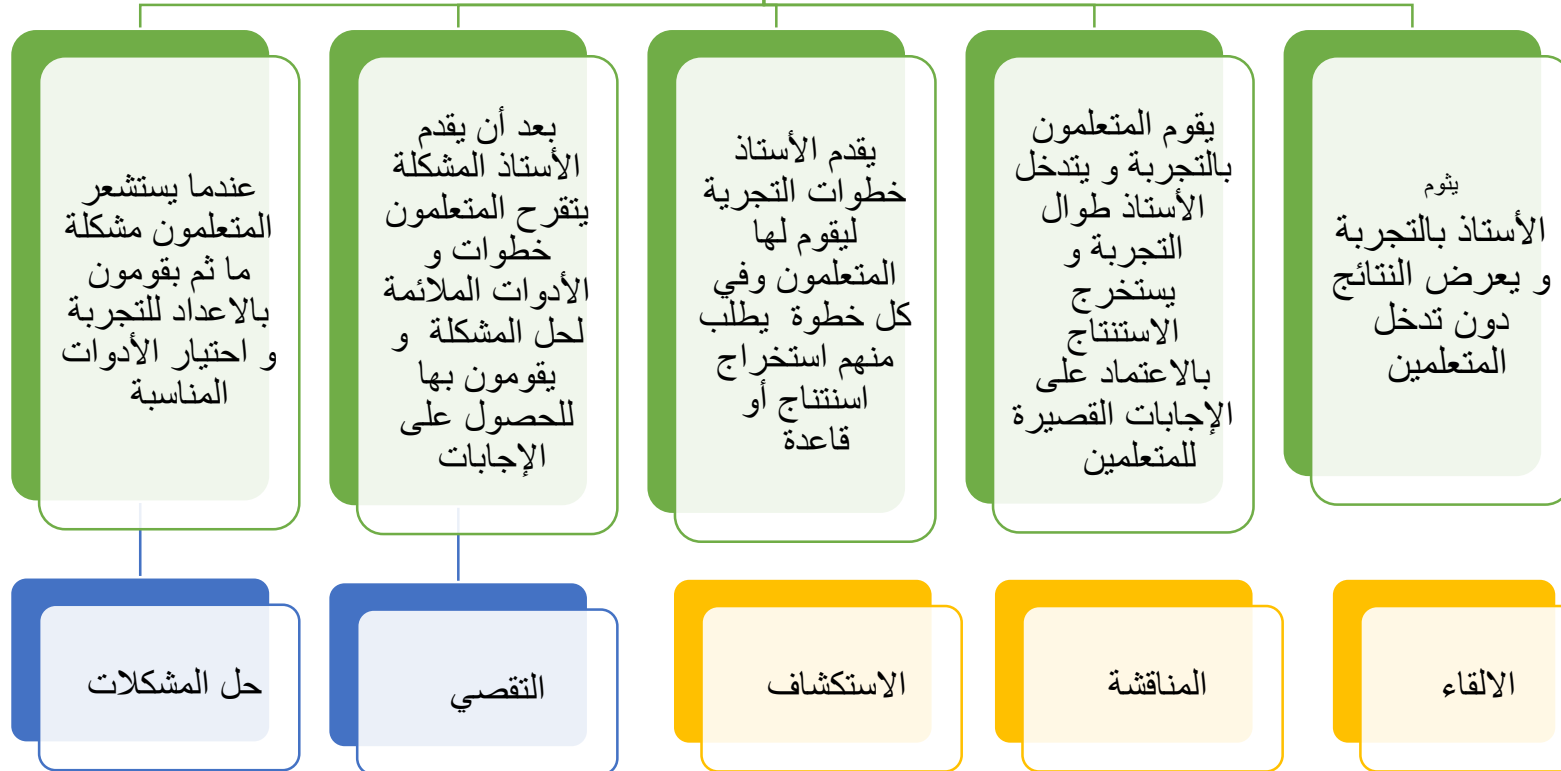 يثوم
الأستاذ بالتجربة
و يعرض النتائج
دون تدخل
المتعلمين
يقوم المتعلمون
بالتجربة و يتدخل
الأستاذ طوال
التجربة و
يستخرج
الاستنتاج
بالاعتماد على
الإجابات القصيرة
للمتعلمين
يقدم الأستاذ
خطوات التجربة
ليقوم لها
المتعلمون وفي
كل خطوة يطلب
منهم استخراج
اسنتناج أو
قاعدة
بعد أن يقدم
الأستاذ المشكلة
يتقرح المتعلمون
خطوات و
الأدوات الملائمة
لحل المشكلة و
يقومون بها
للحصول على
الإجابات
عندما يستشعر
المتعلمون مشكلة
ما ثم بقومون
بالاعداد للتجربة
و احتيار الأدوات
المناسبة
الالقاء
المناقشة
الاستكشاف
التقصي
حل المشكلات